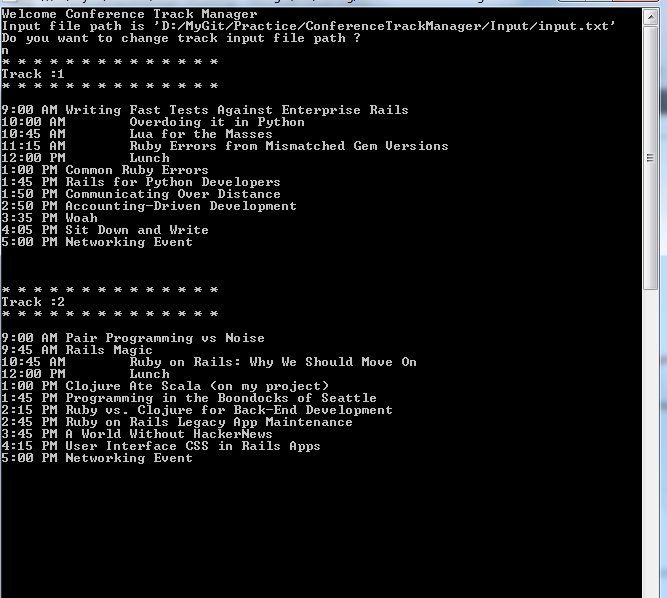 Welcome Conference Track Manager
Input file path is 'D:/MyGit/Practice/ConferenceTrackManager/Input/input.txt'
Do you want to change track input file path ?
n
* * * * * * * * * * * * * *
Track :1
* * * * * * * * * * * * * *
9:00 AM Writing Fast Tests Against Enterprise Rails
10:00 AM        Overdoing it in Python
10:45 AM        Lua for the Masses
11:15 AM        Ruby Errors from Mismatched Gem Versions
12:00 PM        Lunch
1:00 PM Common Ruby Errors
1:45 PM Rails for Python Developers
1:50 PM Communicating Over Distance
2:50 PM Accounting-Driven Development
3:35 PM Woah
4:05 PM Sit Down and Write
5:00 PM Networking Event
* * * * * * * * * * * * * *
Track :2
* * * * * * * * * * * * * *
9:00 AM Pair Programming vs Noise
9:45 AM Rails Magic
10:45 AM        Ruby on Rails: Why We Should Move On
12:00 PM        Lunch
1:00 PM Clojure Ate Scala (on my project)
1:45 PM Programming in the Boondocks of Seattle
2:15 PM Ruby vs. Clojure for Back-End Development
2:45 PM Ruby on Rails Legacy App Maintenance
3:45 PM A World Without HackerNews
4:15 PM User Interface CSS in Rails Apps
5:00 PM Networking Event